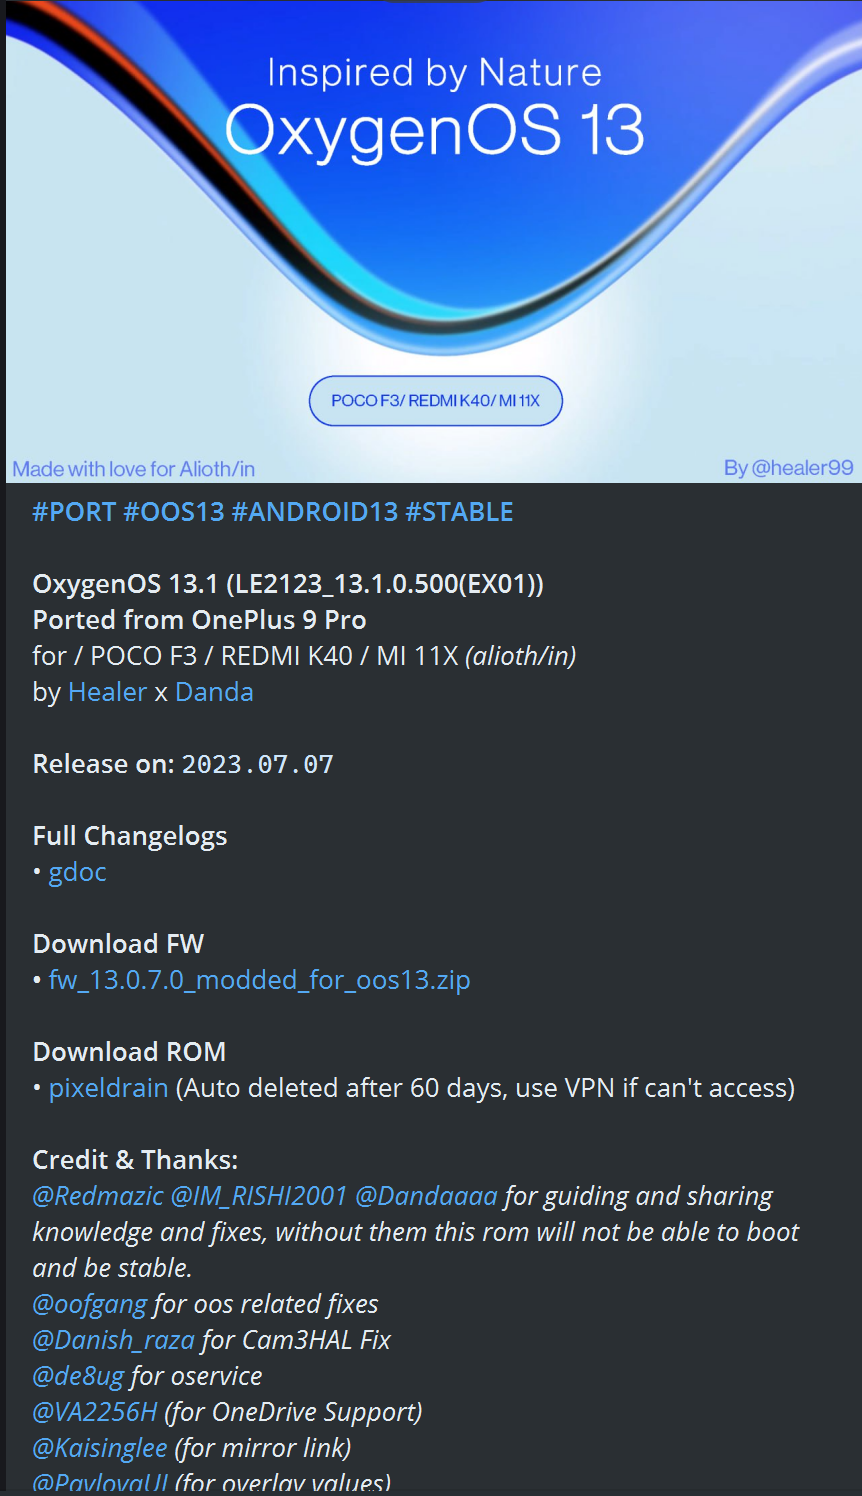 Inspired by Nature
OxygenOS 13
POCO F3/ REDMI K40/ MI 11X
Made with love for Alioth/in
By @healer99
#PORT #OOS13 #ANDROID13 #STABLE
OxygenOS 13.1 (LE2123_13.1.0.500(EX01))
Ported from OnePlus 9 Pro
for / POCO F3 / REDMI K40 / MI 11X (alioth/in)
by Healer x Danda
Release on: 2023.07.07
Full Changelogs
• gdoc
Download FW
• fw_13.0.7.0_modded_for_oos13.zip
Download ROM
• pixeldrain (Auto deleted after 60 days, use VPN if can't access)
Credit & Thanks:
@Redmazic @IM_RISHI2001 @Dandaaaa for guiding and sharing
knowledge and fixes, without them this rom will not be able to boot
and be stable.
@oofgang for oos related fixes
@Danish_raza for Cam3HAL Fix
@de8ug for oservice
@VA2256H (for OneDrive Support)
@Kaisinglee (for mirror link)
@PavlovaUI (for overlay values)